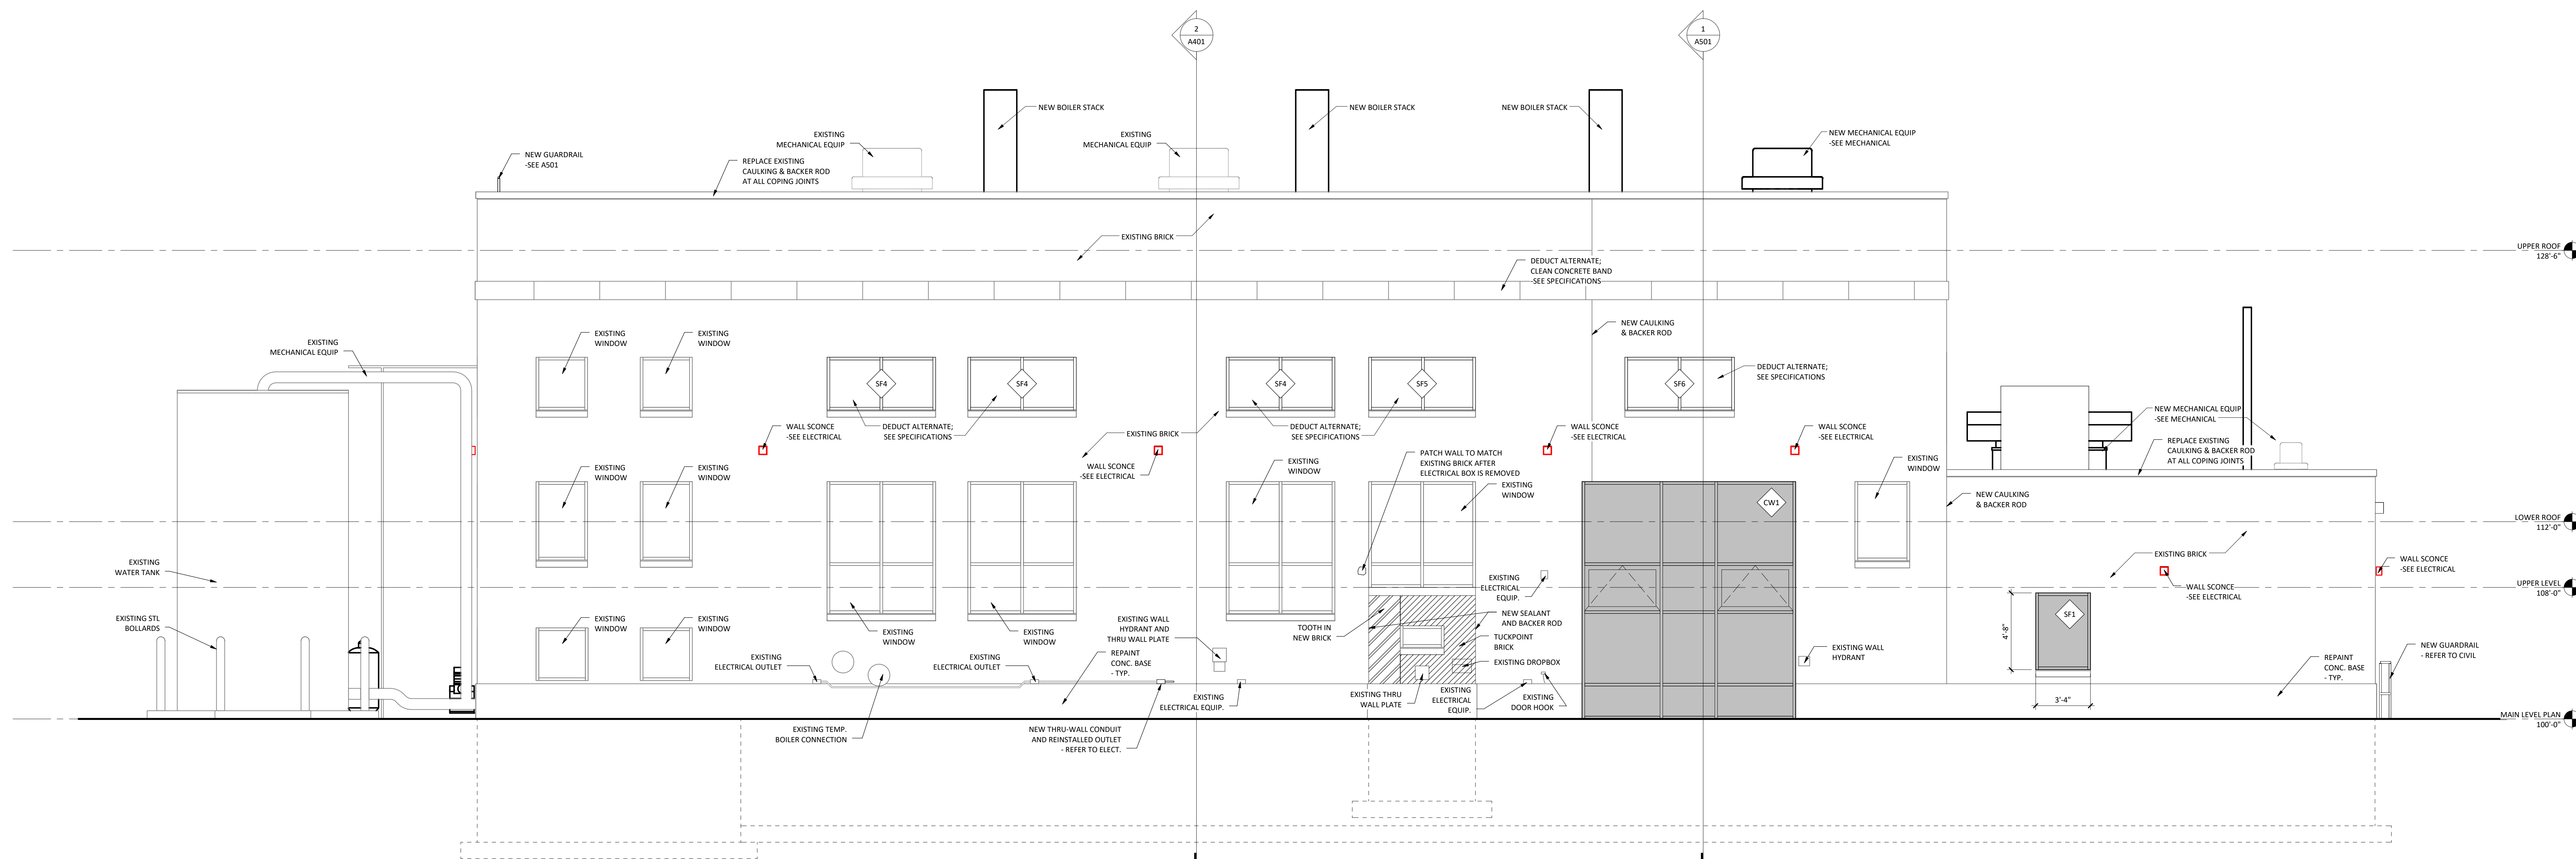 2
A401
1
A501
NEW BOILER STACK
NEW BOILER STACK
NEW BOILER STACK
EXISTING
MECHANICAL EQUIP
EXISTING
MECHANICAL EQUIP
NEW MECHANICAL EQUIP
-SEE MECHANICAL
NEW GUARDRAIL
-SEE A501
REPLACE EXISTING
CAULKING & BACKER ROD
AT ALL COPING JOINTS
EXISTING BRICK
UPPER ROOF
128'-6"
DEDUCT ALTERNATE;
CLEAN CONCRETE BAND
-SEE SPECIFICATIONS
NEW CAULKING
& BACKER ROD
EXISTING
WINDOW
EXISTING
WINDOW
EXISTING
MECHANICAL EQUIP
SF4
SF4
SF4
SF5
SF6
DEDUCT ALTERNATE;
SEE SPECIFICATIONS
WALL SCONCE
-SEE ELECTRICAL
DEDUCT ALTERNATE;
SEE SPECIFICATIONS
EXISTING BRICK
DEDUCT ALTERNATE;
SEE SPECIFICATIONS
WALL SCONCE
-SEE ELECTRICAL
WALL SCONCE
-SEE ELECTRICAL
NEW MECHANICAL EQUIP
-SEE MECHANICAL
REPLACE EXISTING
CAULKING & BACKER ROD
AT ALL COPING JOINTS
EXISTING
WINDOW
EXISTING
WINDOW
WALL SCONCE
-SEE ELECTRICAL
EXISTING
WINDOW
PATCH WALL TO MATCH
EXISTING BRICK AFTER
ELECTRICAL BOX IS REMOVED
EXISTING
WINDOW
EXISTING
WINDOW
CW1
NEW CAULKING
& BACKER ROD
LOWER ROOF
112'-0"
EXISTING
WATER TANK
EXISTING
ELECTRICAL
EQUIP.
EXISTING BRICK
WALL SCONCE
-SEE ELECTRICAL
WALL SCONCE
-SEE ELECTRICAL
UPPER LEVEL
108'-0"
EXISTING STL
BOLLARDS
EXISTING
WINDOW
EXISTING
WINDOW
EXISTING
WINDOW
EXISTING
WINDOW
EXISTING WALL
HYDRANT AND
THRU WALL PLATE
TOOTH IN
NEW BRICK
NEW SEALANT
AND BACKER ROD
TUCKPOINT
BRICK
EXISTING DROPBOX
EXISTING WALL
HYDRANT
SF1
4'-8"
3'-4"
NEW GUARDRAIL
- REFER TO CIVIL
REPAINT
CONC. BASE
- TYP.
EXISTING
ELECTRICAL OUTLET
EXISTING
ELECTRICAL OUTLET
REPAINT
CONC. BASE
- TYP.
EXISTING
ELECTRICAL EQUIP.
EXISTING THRU
WALL PLATE
EXISTING
ELECTRICAL
EQUIP.
EXISTING
DOOR HOOK
MAIN LEVEL PLAN
100'-0"
EXISTING TEMP.
BOILER CONNECTION
NEW THRU-WALL CONDUIT
AND REINSTALLED OUTLET
- REFER TO ELECT.